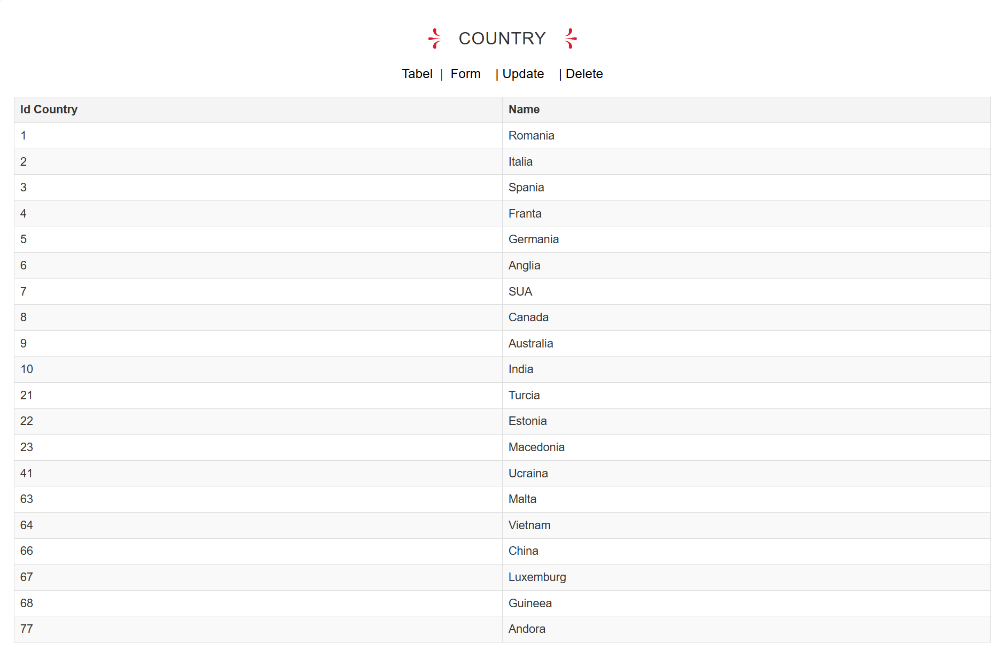 COUNTRY
Tabel | Form | Update | Delete
Id Country Name
1 Romania
2 Italia
3 Spania
4 Franta
5 Germania
6 Anglia
7 SUA
8 Canada
9 Australia
10 India
21 Turcia
22 Estonia
23 Macedonia
41 Ucraina
63 Malta
64 Vietnam
66 China
67 Luxemburg
68 Guineea
77 Andora